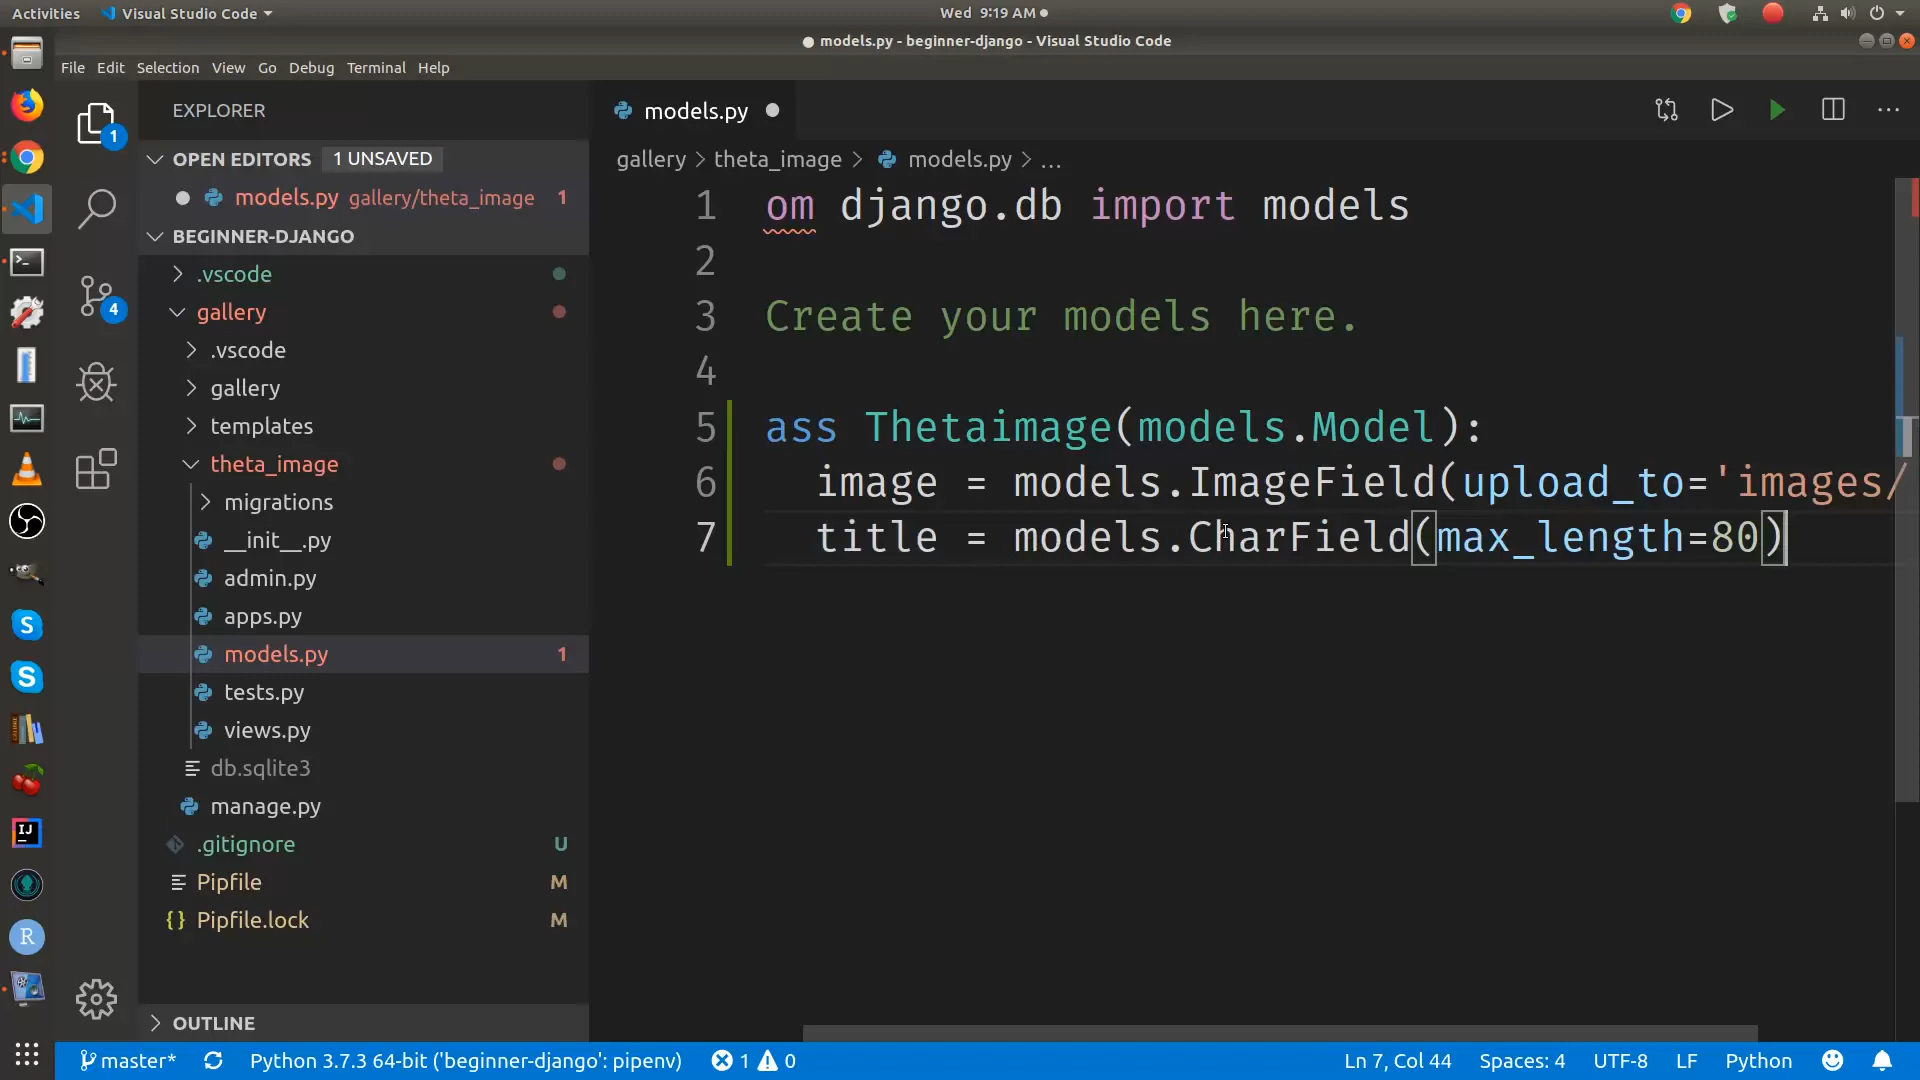 Activities Visual Studio Code Wed 9:19 AM
models.py - beginner-django - Visual Studio Code
File Edit Selection View Go Debug Terminal Help
EXPLORER
OPEN EDITORS 1 UNSAVED
models.py gallery/theta_image 1
BEGINNER-DJANGO
.vscode
gallery
.vscode
gallery
templates
theta_image
migrations
__init__.py
admin.py
apps.py
models.py 1
tests.py
views.py
db.sqlite3
manage.py
.gitignore U
Pipfile M
{} Pipfile.lock M
OUTLINE
1
4
models.py
gallery > theta_image > models.py > ...
1 om django.db import models
2
3 Create your models here.
4
5 ass Thetaimage(models.Model):
6 image = models.ImageField(upload_to='images/
7 title = models.CharField(max_length=80)
S
S
IJ
R
master* Python 3.7.3 64-bit ('beginner-django': pipenv) 1 0 Ln 7, Col 44 Spaces: 4 UTF-8 LF Python